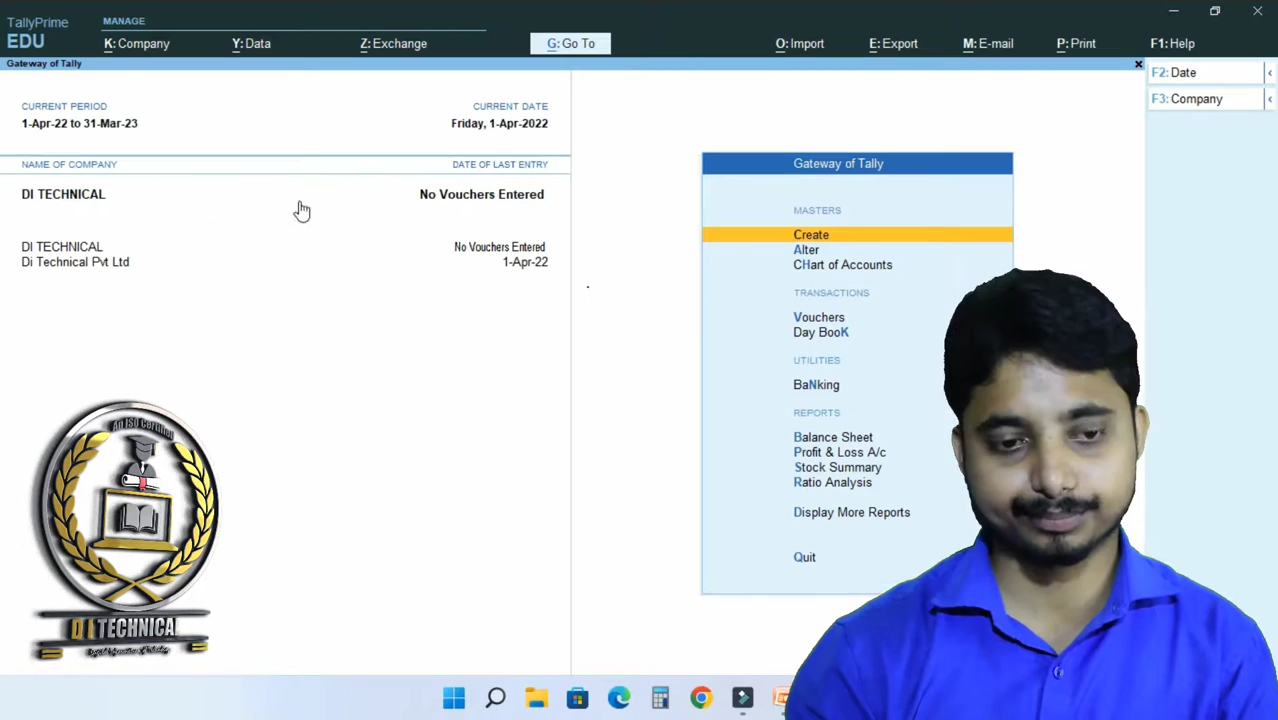 TallyPrime
EDU
MANAGE
K: Company
Y: Data
Z: Exchange
G: Go To
O: Import
E: Export
M: E-mail
P: Print
F1: Help
Gateway of Tally
F2: Date
F3: Company
CURRENT PERIOD
CURRENT DATE
1-Apr-22 to 31-Mar-23
Friday, 1-Apr-2022
NAME OF COMPANY
DATE OF LAST ENTRY
DI TECHNICAL
No Vouchers Entered
DI TECHNICAL
No Vouchers Entered
Di Technical Pvt Ltd
1-Apr-22
Gateway of Tally
MASTERS
Create
Alter
CHart of Accounts
TRANSACTIONS
Vouchers
Day BooK
UTILITIES
BaNking
REPORTS
Balance Sheet
Profit & Loss A/c
Stock Summary
Ratio Analysis
Display More Reports
Quit
An ISO Certified
DI TECHNICAL